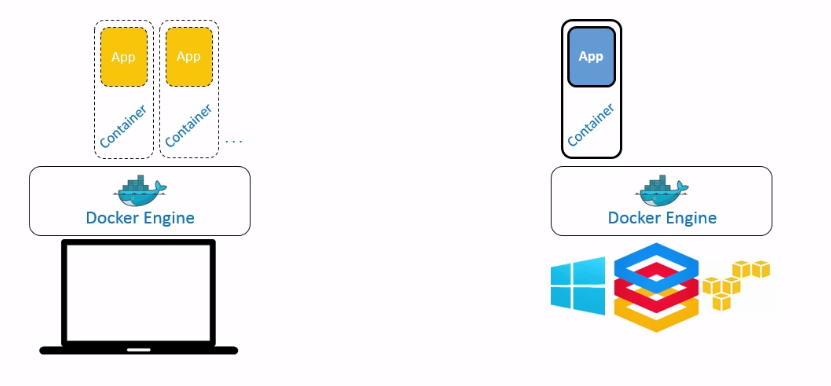 App
App
Container
Container
...
Docker Engine
App
Container
Docker Engine